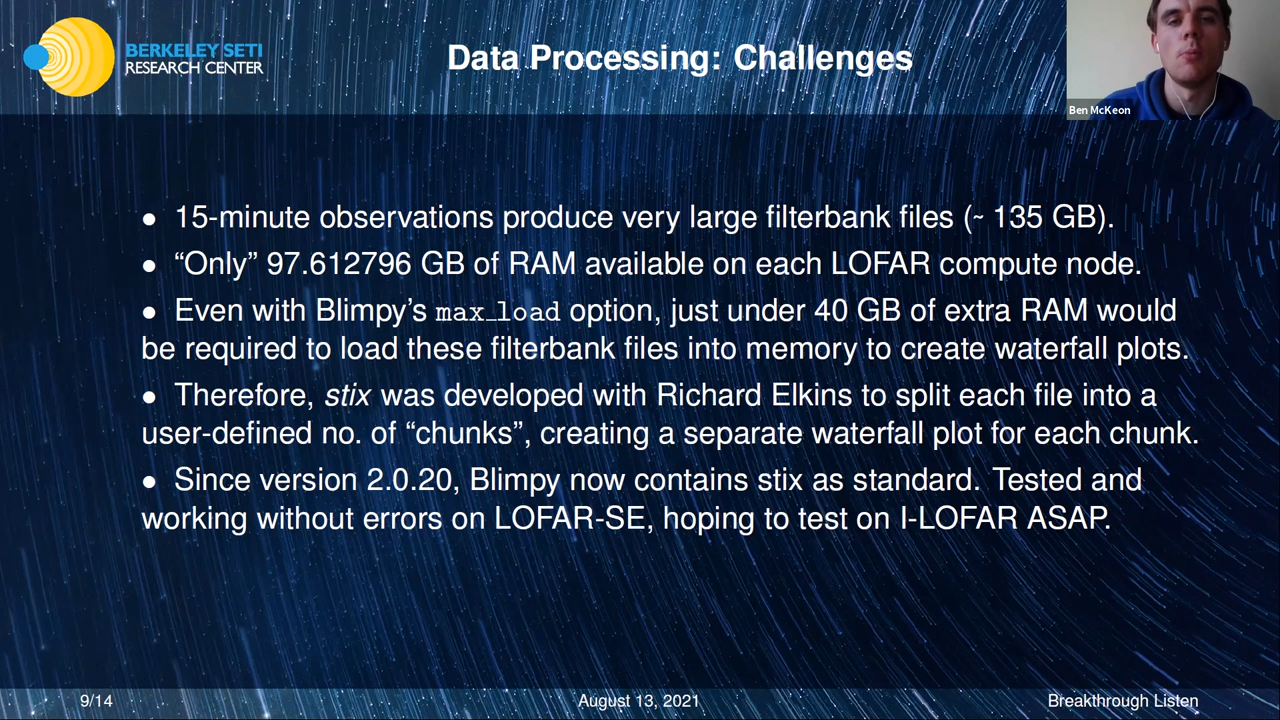 BERKELEY SETI
RESEARCH CENTER
Data Processing: Challenges
Ben McKeon
• 15-minute observations produce very large filterbank files (~ 135 GB).
• “Only” 97.612796 GB of RAM available on each LOFAR compute node.
• Even with Blimpy’s max_load option, just under 40 GB of extra RAM would
be required to load these filterbank files into memory to create waterfall plots.
• Therefore, stix was developed with Richard Elkins to split each file into a
user-defined no. of “chunks”, creating a separate waterfall plot for each chunk.
• Since version 2.0.20, Blimpy now contains stix as standard. Tested and
working without errors on LOFAR-SE, hoping to test on I-LOFAR ASAP.
9/14
August 13, 2021
Breakthrough Listen